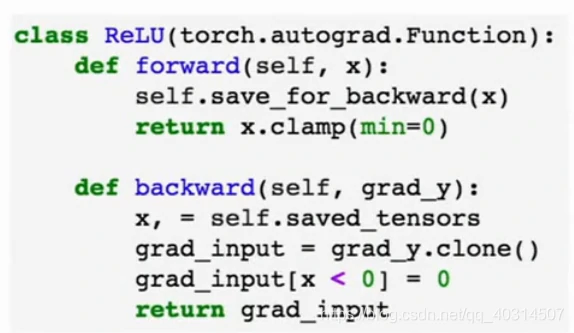 class ReLU(torch.autograd.Function):
    def forward(self, x):
        self.save_for_backward(x)
        return x.clamp(min=0)

    def backward(self, grad_y):
        x, = self.saved_tensors
        grad_input = grad_y.clone()
        grad_input[x < 0] = 0
        return grad_input
https://blog.csdn.net/qq_40314507